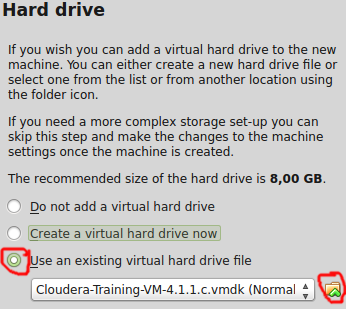 Hard drive
If you wish you can add a virtual hard drive to the new
machine. You can either create a new hard drive file or
select one from the list or from another location using
the folder icon.
If you need a more complex storage set-up you can
skip this step and make the changes to the machine
settings once the machine is created.
The recommended size of the hard drive is 8,00 GB.
Do not add a virtual hard drive
Create a virtual hard drive now
Use an existing virtual hard drive file
Cloudera-Training-VM-4.1.1.c.vmdk (Normal